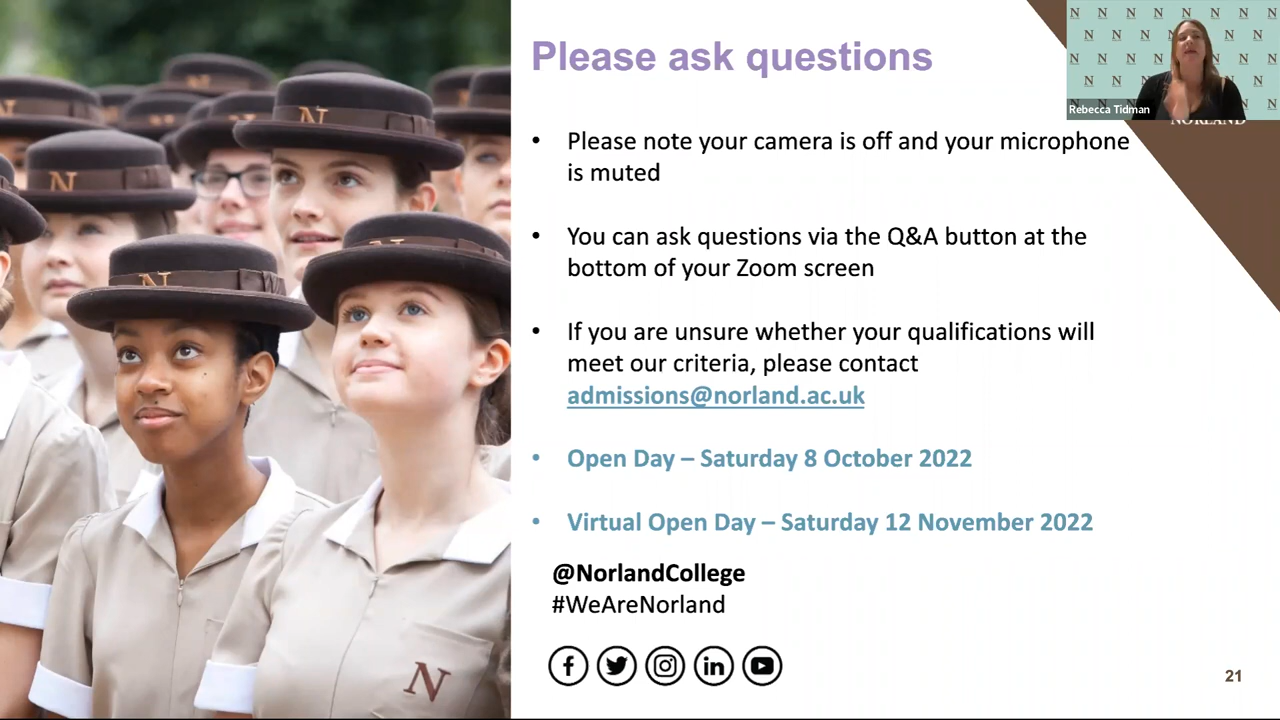 Please ask questions
• Please note your camera is off and your microphone
is muted
• You can ask questions via the Q&A button at the
bottom of your Zoom screen
• If you are unsure whether your qualifications will
meet our criteria, please contact
admissions@norland.ac.uk
• Open Day – Saturday 8 October 2022
• Virtual Open Day – Saturday 12 November 2022
@NorlandCollege
#WeAreNorland
21
Rebecca Tidman
NORLAND
N
N
N
N
N